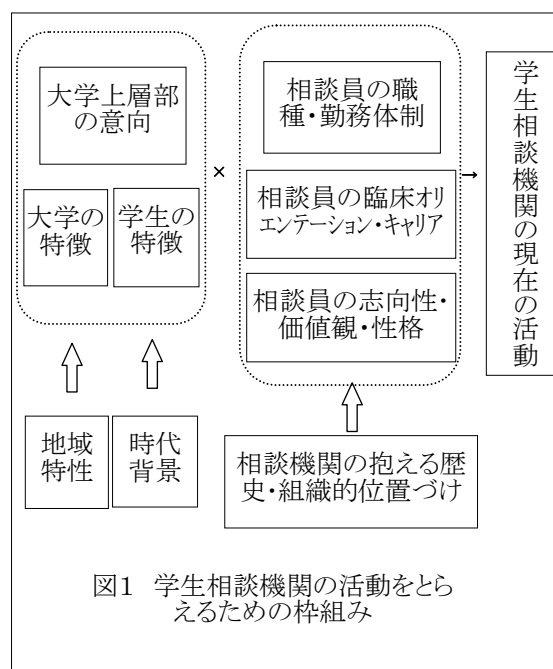 大学上層部
の意向
大学の
特徴
学生の
特徴
×
相談員の職
種・勤務体制
相談員の臨床オリ
エンテーション・キャリア
相談員の志向性・
価値観・性格
→
学生相談機関の現在の活動
地域
特性
時代
背景
相談機関の抱える歴
史・組織的位置づけ
図1 学生相談機関の活動をとら
えるための枠組み